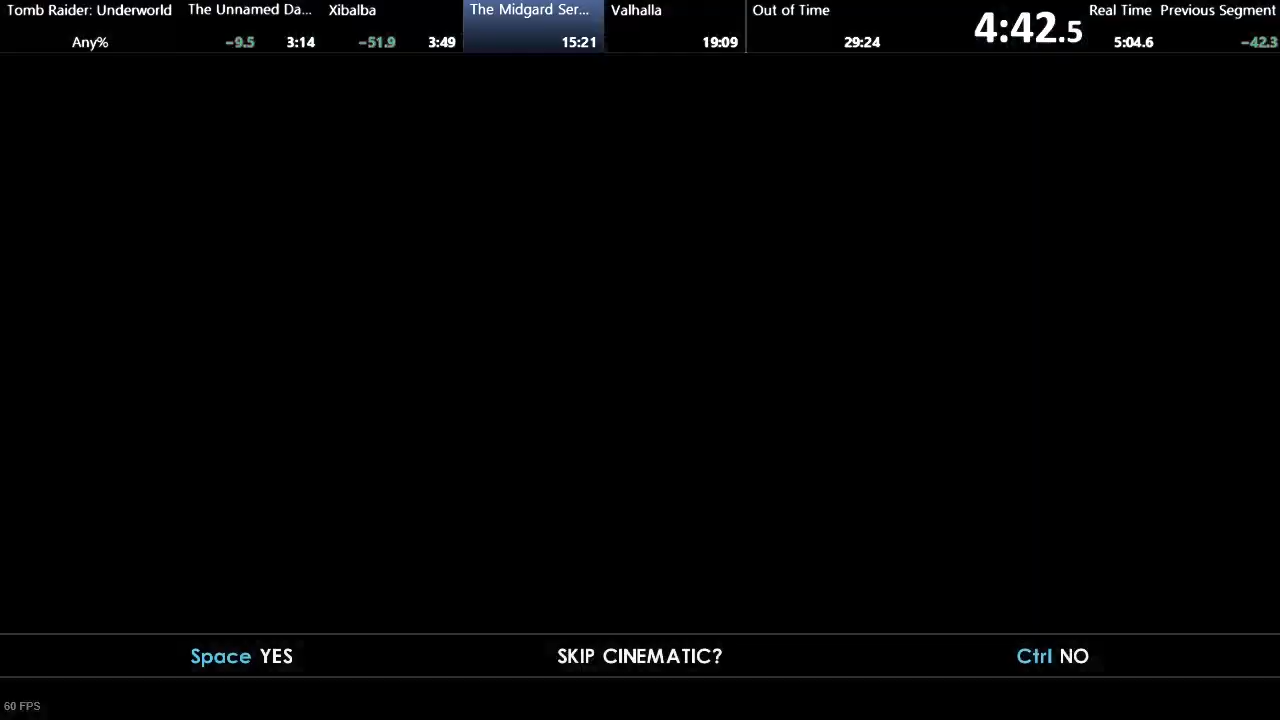 Tomb Raider: Underworld
Any%
The Unnamed Da...
-9.5 3:14
Xibalba
-51.9 3:49
The Midgard Ser...
15:21
Valhalla
19:09
Out of Time
29:24
4:42.5
Real Time
5:04.6
Previous Segment
-42.3
Space YES
SKIP CINEMATIC?
Ctrl NO
60 FPS